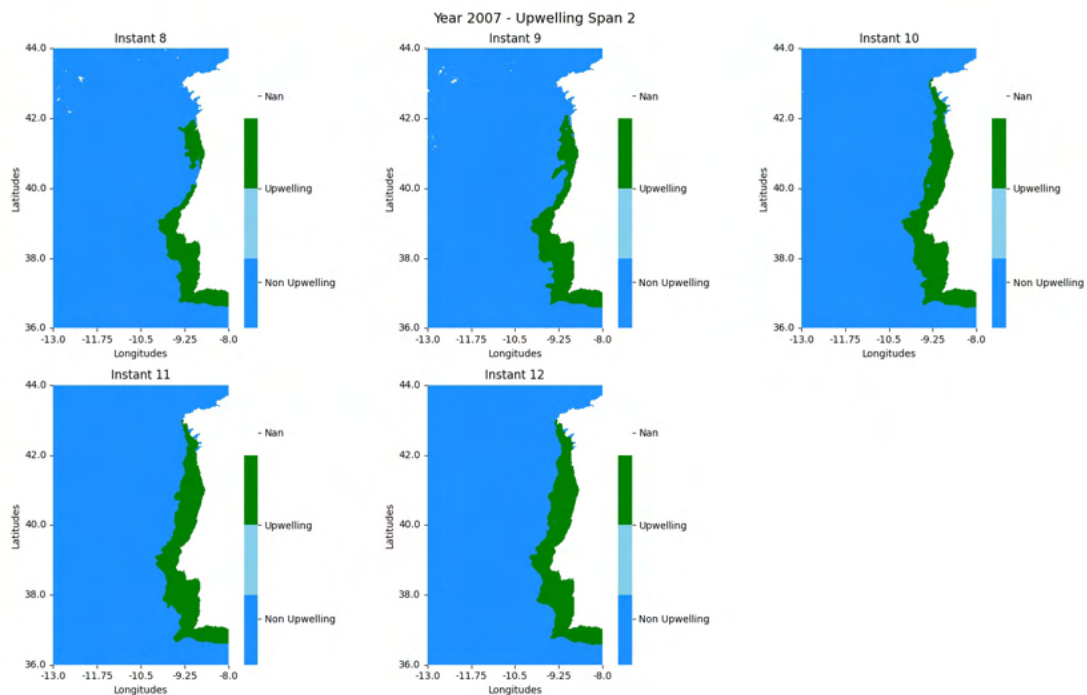 Year 2007 - Upwelling Span 2
Instant 8
44.0
42.0
40.0
38.0
36.0
Latitudes
-13.0 -11.75 -10.5 -9.25 -8.0
Longitudes
Nan
Upwelling
Non Upwelling
Instant 9
44.0
42.0
40.0
38.0
36.0
Latitudes
-13.0 -11.75 -10.5 -9.25 -8.0
Longitudes
Nan
Upwelling
Non Upwelling
Instant 10
44.0
42.0
40.0
38.0
36.0
Latitudes
-13.0 -11.75 -10.5 -9.25 -8.0
Longitudes
Nan
Upwelling
Non Upwelling
Instant 11
44.0
42.0
40.0
38.0
36.0
Latitudes
-13.0 -11.75 -10.5 -9.25 -8.0
Longitudes
Nan
Upwelling
Non Upwelling
Instant 12
44.0
42.0
40.0
38.0
36.0
Latitudes
-13.0 -11.75 -10.5 -9.25 -8.0
Longitudes
Nan
Upwelling
Non Upwelling